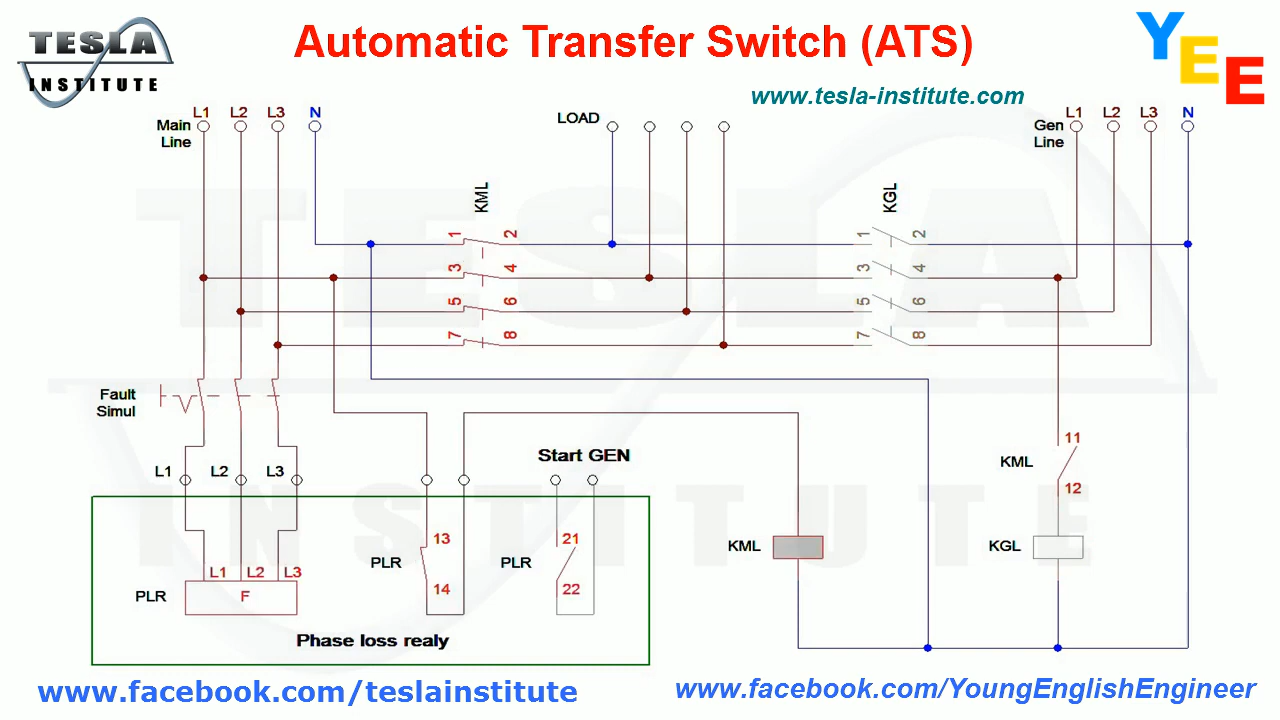 TESLA
INSTITUTE
Automatic Transfer Switch (ATS)
YEE
www.tesla-institute.com
Main
Line
L1
L2
L3
N
LOAD
Gen
Line
L1
L2
L3
N
KML
KGL
1
2
3
4
5
6
7
8
1
2
3
4
5
6
7
8
Fault
Simul
L1
L2
L3
Start GEN
KML
11
12
PLR
13
14
PLR
21
22
KML
KGL
PLR
L1
L2
L3
F
Phase loss realy
TESLA
INSTITUTE
www.facebook.com/teslainstitute
www.facebook.com/YoungEnglishEngineer